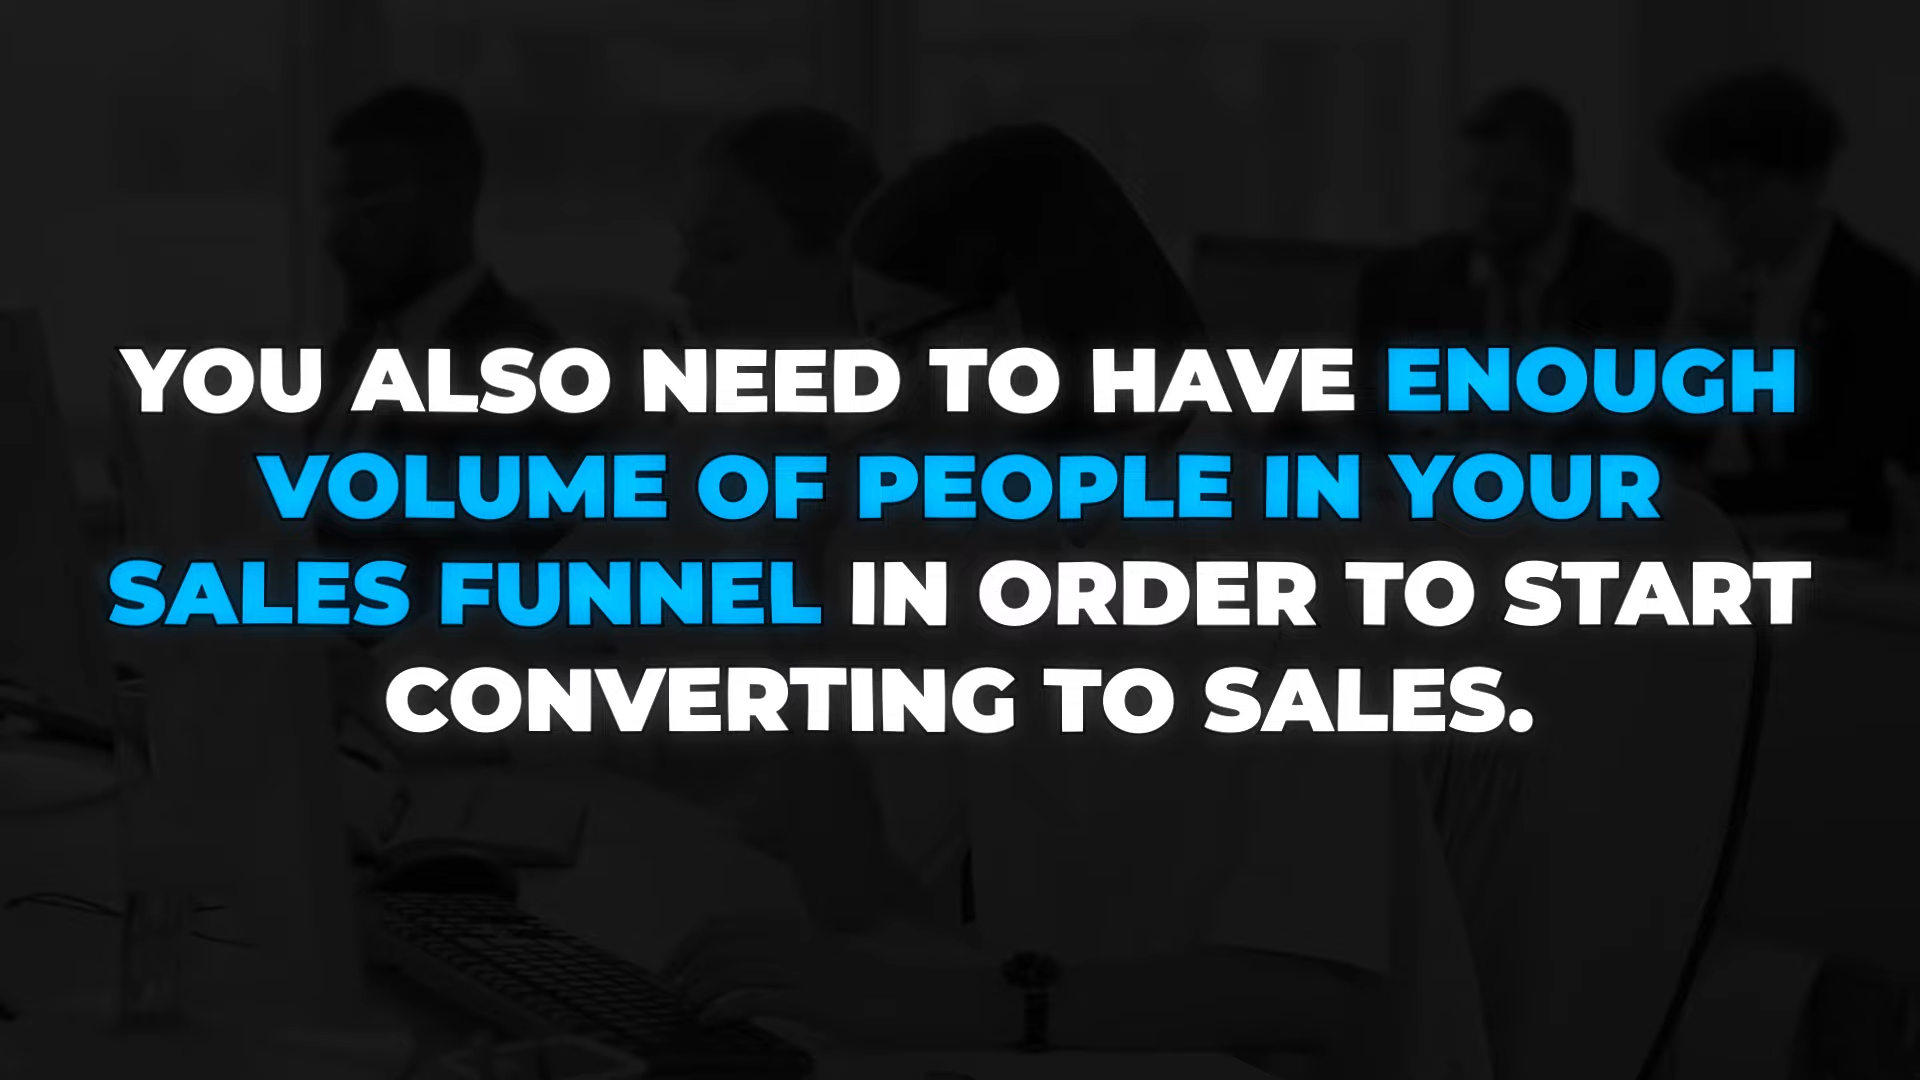 YOU ALSO NEED TO HAVE ENOUGH
VOLUME OF PEOPLE IN YOUR
SALES FUNNEL IN ORDER TO START
CONVERTING TO SALES.